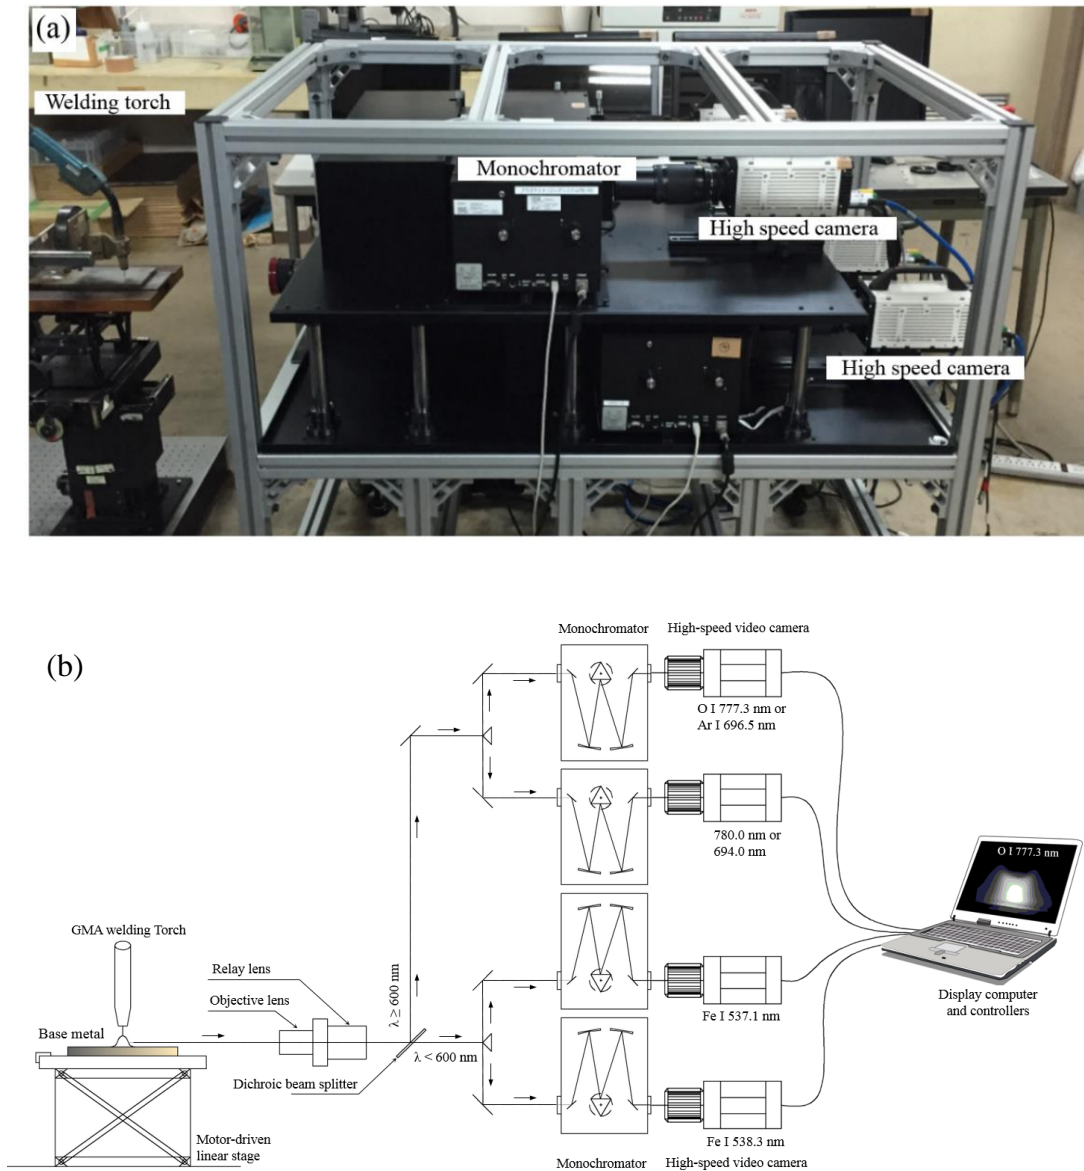 (a)
Welding torch
Monochromator
High speed camera
High speed camera
(b)
Monochromator
High-speed video camera
O I 777.3 nm or
Ar I 696.5 nm
780.0 nm or
694.0 nm
O I 777.3 nm
GMA welding Torch
Relay lens
Objective lens
Base metal
λ ≥ 600 nm
λ < 600 nm
Dichroic beam splitter
Fe I 537.1 nm
Display computer
and controllers
Motor-driven
linear stage
Fe I 538.3 nm
Monochromator
High-speed video camera